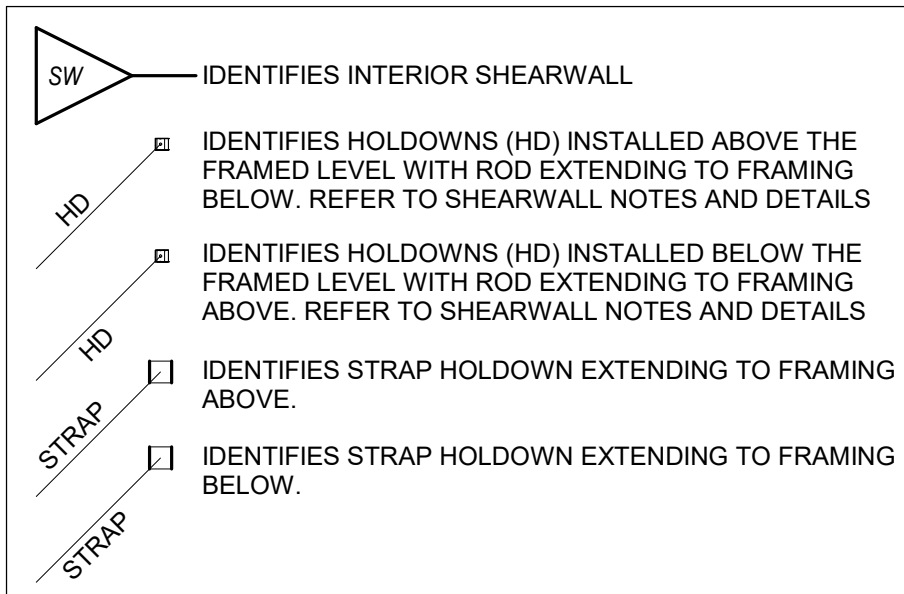 SW
IDENTIFIES INTERIOR SHEARWALL
HD
IDENTIFIES HOLDOWNS (HD) INSTALLED ABOVE THE
FRAMED LEVEL WITH ROD EXTENDING TO FRAMING
BELOW. REFER TO SHEARWALL NOTES AND DETAILS
HD
IDENTIFIES HOLDOWNS (HD) INSTALLED BELOW THE
FRAMED LEVEL WITH ROD EXTENDING TO FRAMING
ABOVE. REFER TO SHEARWALL NOTES AND DETAILS
STRAP
IDENTIFIES STRAP HOLDOWN EXTENDING TO FRAMING
ABOVE.
STRAP
IDENTIFIES STRAP HOLDOWN EXTENDING TO FRAMING
BELOW.